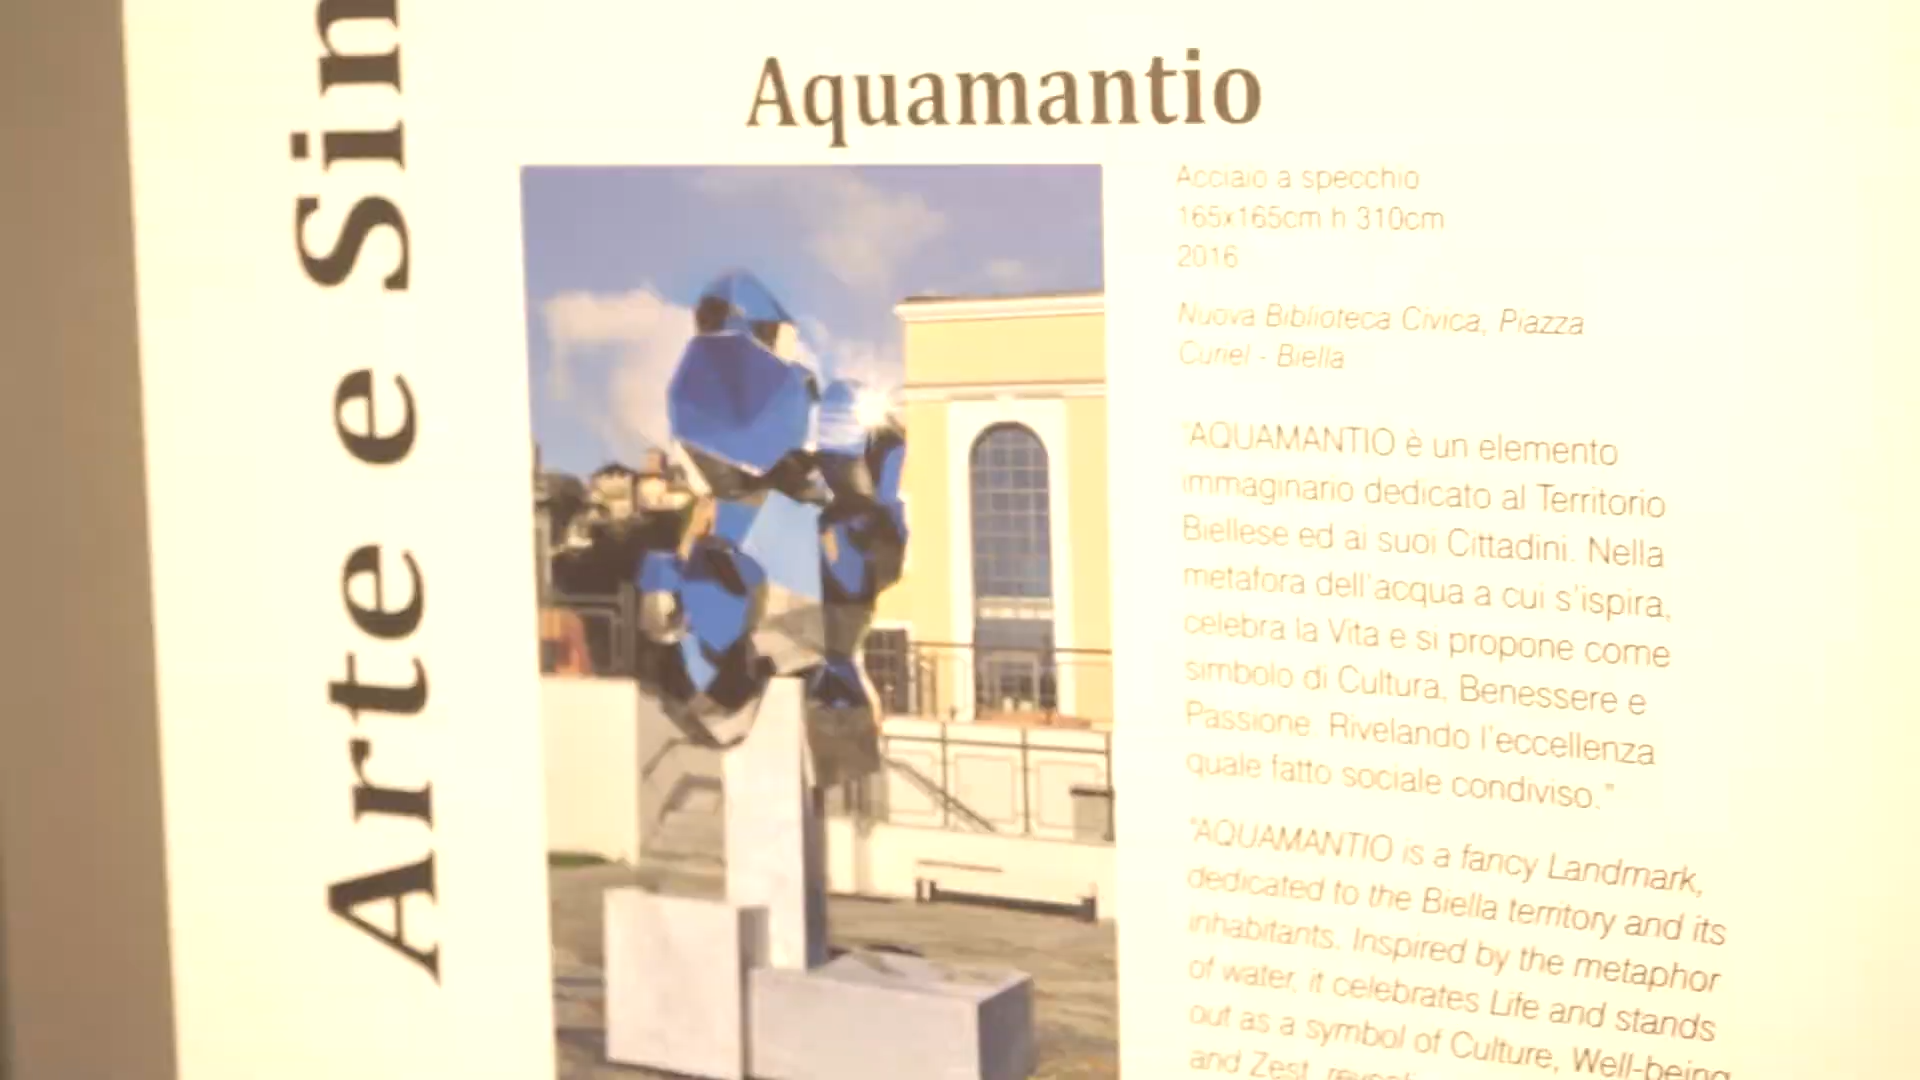 Arte e Sim
Aquamantio
Acciaio a specchio
165x165cm h 310cm
2016
Nuova Biblioteca Civica, Piazza
Curiel - Biella
"AQUAMANTIO è un elemento
immaginario dedicato al Territorio
Biellese ed ai suoi Cittadini. Nella
metafora dell'acqua a cui s'ispira,
celebra la Vita e si propone come
simbolo di Cultura, Benessere e
Passione. Rivelando l'eccellenza
quale fatto sociale condiviso."
"AQUAMANTIO is a fancy Landmark,
dedicated to the Biella territory and its
inhabitants. Inspired by the metaphor
of water, it celebrates Life and stands
out as a symbol of Culture, Well-being
and Zest,